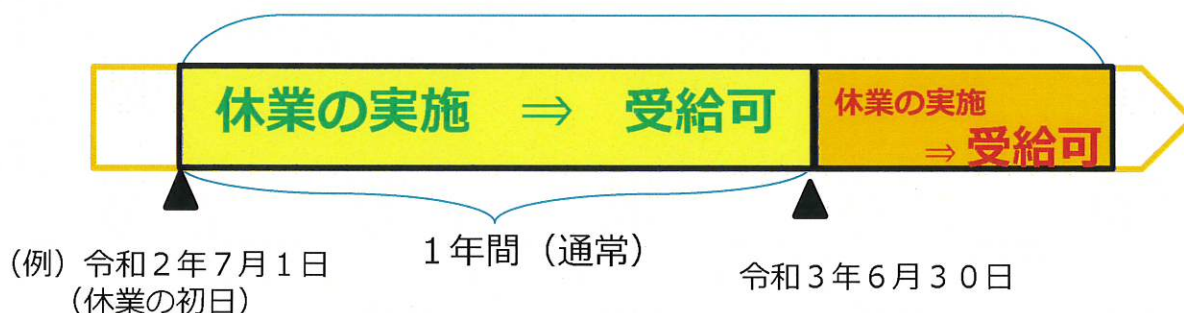 休業の実施 ⇒ 受給可
休業の実施
⇒ 受給可
1年間（通常）
（例）令和2年7月1日
（休業の初日）
令和3年6月30日